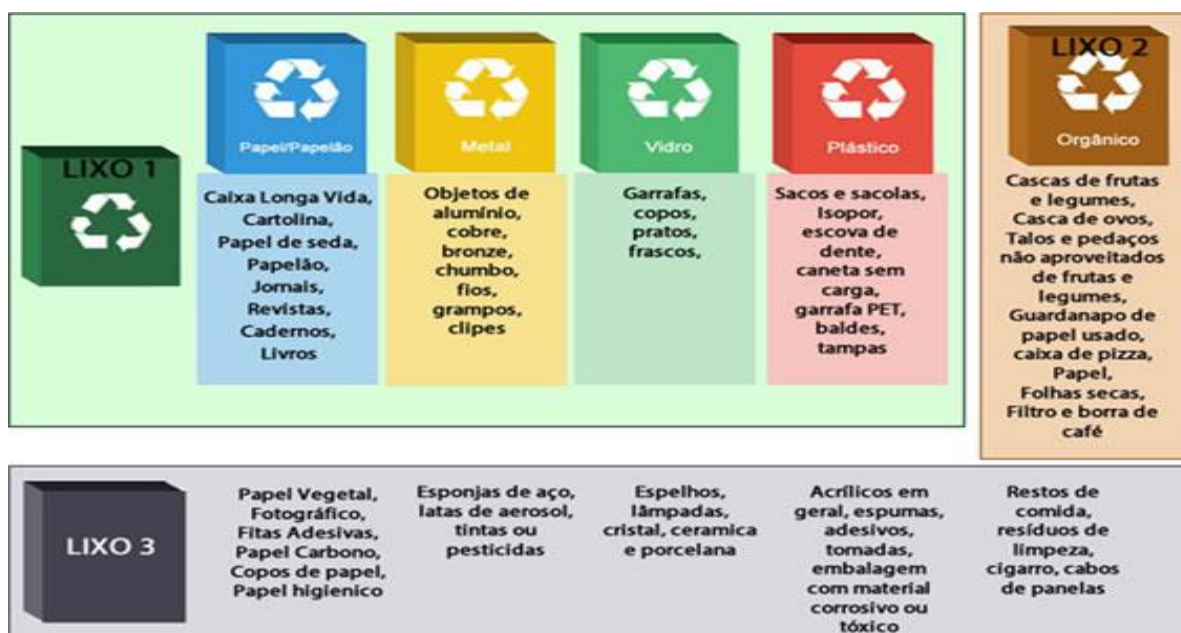 LIXO 1
Papel/Papelão
Caixa Longa Vida,
Cartolina,
Papel de seda,
Papelão,
Jornais,
Revistas,
Cadernos,
Livros
Metal
Objetos de
alumínio,
cobre,
bronze,
chumbo,
fios,
grampos,
clipes
Vidro
Garrafas,
copos,
pratos,
frascos,
Plástico
Sacos e sacolas,
Isopor,
escova de
dente,
caneta sem
carga,
garrafa PET,
baldes,
tampas
LIXO 2
Orgânico
Cascas de frutas
e legumes,
Casca de ovos,
Talos e pedaços
não aproveitados
de frutas e
legumes,
Guardanapo de
papel usado,
caixa de pizza,
Papel,
Folhas secas,
Filtro e borra de
café
LIXO 3
Papel Vegetal,
Fotográfico,
Fitas Adesivas,
Papel Carbono,
Copos de papel,
Papel higienico
Esponjas de aço,
latas de aerosol,
tintas ou
pesticidas
Espelhos,
lâmpadas,
cristal, ceramica
e porcelana
Acrílicos em
geral, espumas,
adesivos,
tomadas,
embalagem
com material
corrosivo ou
tóxico
Restos de
comida,
resíduos de
limpeza,
cigarro, cabos
de panelas